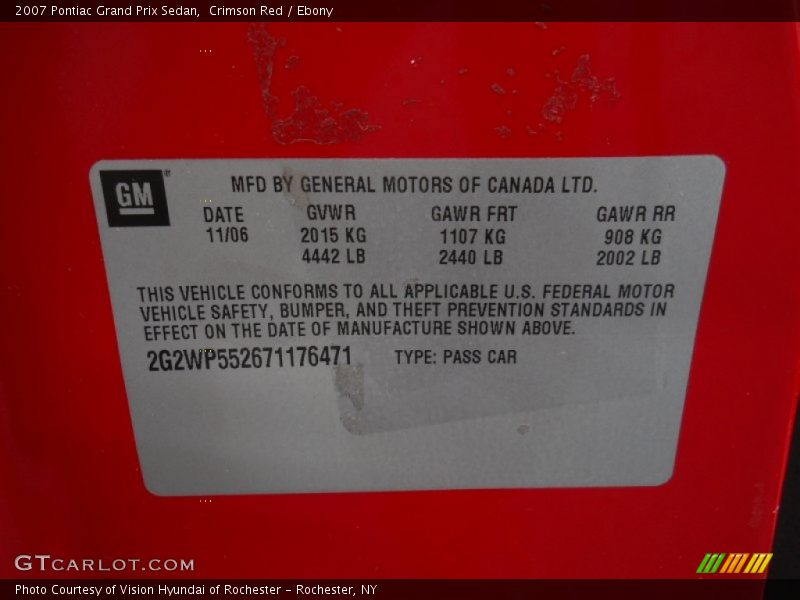 2007 Pontiac Grand Prix Sedan,  Crimson Red / Ebony
GM®
MFD BY GENERAL MOTORS OF CANADA LTD.
DATE GVWR GAWR FRT GAWR RR
11/06 2015 KG 1107 KG 908 KG
4442 LB 2440 LB 2002 LB
THIS VEHICLE CONFORMS TO ALL APPLICABLE U.S. FEDERAL MOTOR
VEHICLE SAFETY, BUMPER, AND THEFT PREVENTION STANDARDS IN
EFFECT ON THE DATE OF MANUFACTURE SHOWN ABOVE.
2G2WP552671176471 TYPE: PASS CAR
GTCARLOT.COM
Photo Courtesy of Vision Hyundai of Rochester – Rochester, NY